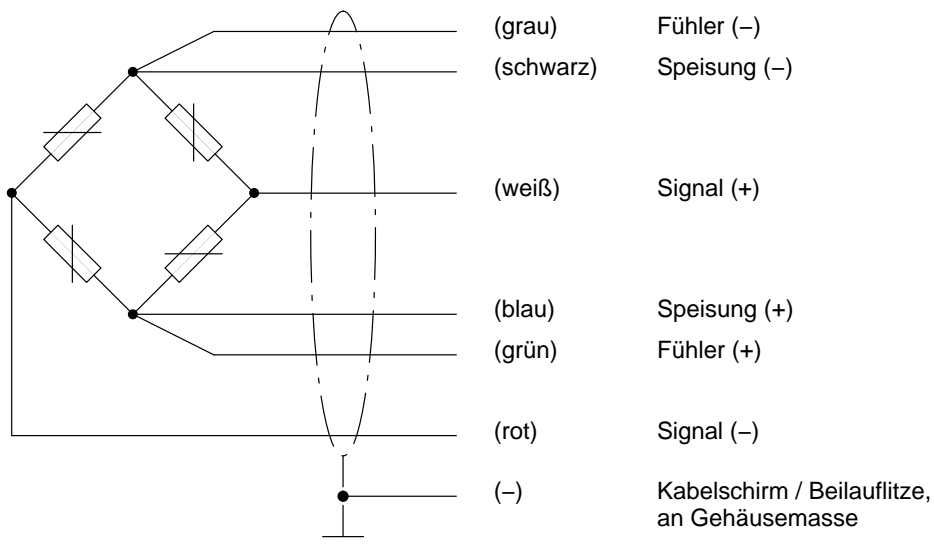 (grau) Fühler (−)
(schwarz) Speisung (−)
(weiß) Signal (+)
(blau) Speisung (+)
(grün) Fühler (+)
(rot) Signal (−)
(−) Kabelschirm / Beilauflitze,
an Gehäusemasse